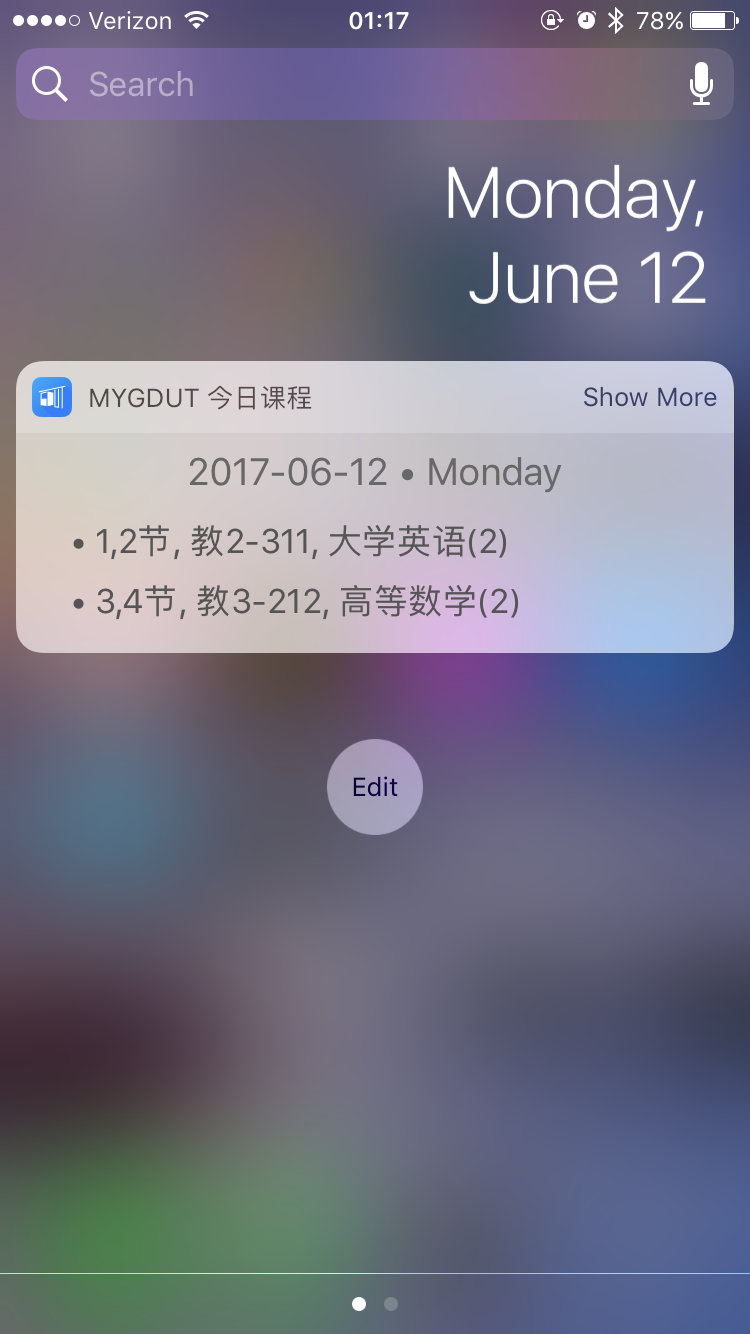 Verizon 01:17 78%
Search
Monday,
June 12
MYGDUT 今日课程 Show More
2017-06-12 • Monday
• 1,2节, 教2-311, 大学英语(2)
• 3,4节, 教3-212, 高等数学(2)
Edit